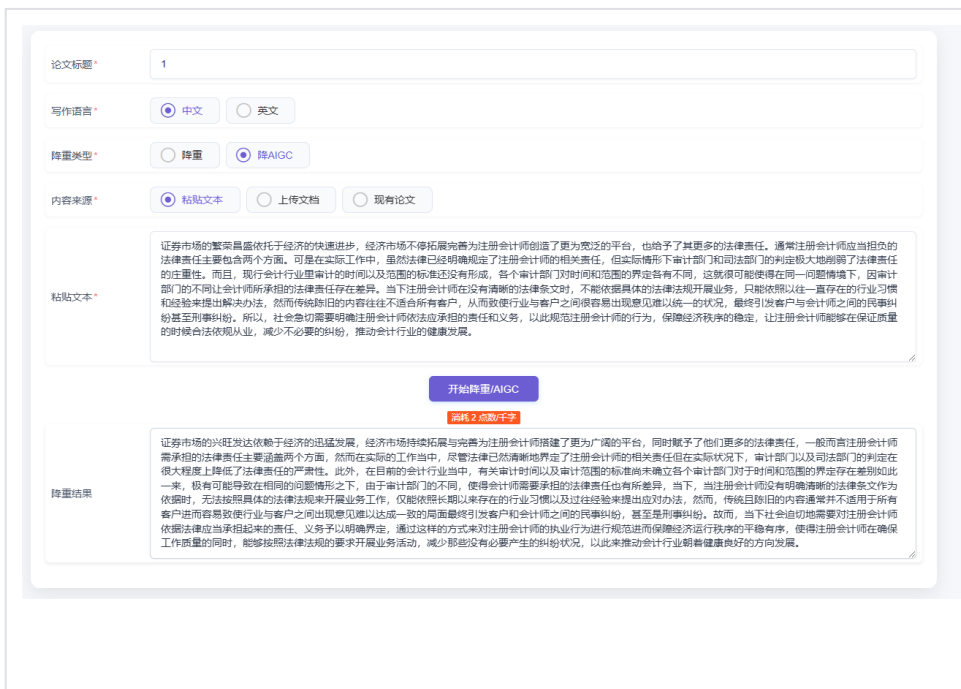 论文标题*
1
写作语言*
中文
英文
降重类型*
降重
降AIGC
内容来源*
粘贴文本
上传文档
现有论文
粘贴文本*
证券市场的繁荣昌盛依托于经济的快速进步，经济市场不停拓展完善为注册会计师创造了更为宽泛的平台，也给予了其更多的法律责任。通常注册会计师应当担负的
法律责任主要包含两个方面。可是在实际工作中，虽然法律已经明确规定了注册会计师的相关责任，但实际情形下审计部门和司法部门的判定极大地削弱了法律责任
的庄重性。而且，现行会计行业里审计的时间以及范围的标准还没有形成，各个审计部门对时间和范围的界定各有不同，这就很可能使得在同一问题情境下，因审计
部门的不同让会计师所承担的法律责任存在差异。当下注册会计师在没有清晰的法律条文时，不能依据具体的法律法规开展业务，只能依照以往一直存在的行业习惯
和经验来提出解决办法，然而传统陈旧的内容往往不适合所有客户，从而致使行业与客户之间很容易出现意见难以统一的状况，最终引发客户与会计师之间的民事纠
纷甚至刑事纠纷。所以，社会急切需要明确注册会计师依法应承担的责任和义务，以此规范注册会计师的行为，保障经济秩序的稳定，让注册会计师能够在保证质量
的时候合法依规从业，减少不必要的纠纷，推动会计行业的健康发展。
开始降重/AIGC
消耗 2 点数/千字
降重结果
证券市场的兴旺发达依赖于经济的迅猛发展，经济市场持续拓展与完善为注册会计师搭建了更为广阔的平台，同时赋予了他们更多的法律责任，一般而言注册会计师
需承担的法律责任主要涵盖两个方面，然而在实际的工作当中，尽管法律已然清晰地界定了注册会计师的相关责任但在实际状况下，审计部门以及司法部门的判定在
很大程度上降低了法律责任的严肃性。此外，在目前的会计行业当中，有关审计时间以及审计范围的标准尚未确立各个审计部门对于时间和范围的界定存在差别如此
一来，极有可能导致在相同的问题情形之下，由于审计部门的不同，使得会计师需要承担的法律责任也有所差异，当下，当注册会计师没有明确清晰的法律条文作为
依据时，无法按照具体的法律法规来开展业务工作，仅能依照长期以来存在的行业习惯以及过往经验来提出应对办法，然而，传统且陈旧的内容通常并不适用于所有
客户进而容易致使行业与客户之间出现意见难以达成一致的局面最终引发客户和会计师之间的民事纠纷，甚至是刑事纠纷。故而，当下社会迫切地需要对注册会计师
依据法律应当承担起来的责任、义务予以明确界定，通过这样的方式来对注册会计师的执业行为进行规范进而保障经济运行秩序的平稳有序，使得注册会计师在确保
工作质量的同时，能够按照法律法规的要求开展业务活动，减少那些没有必要产生的纠纷状况，以此来推动会计行业朝着健康良好的方向发展。